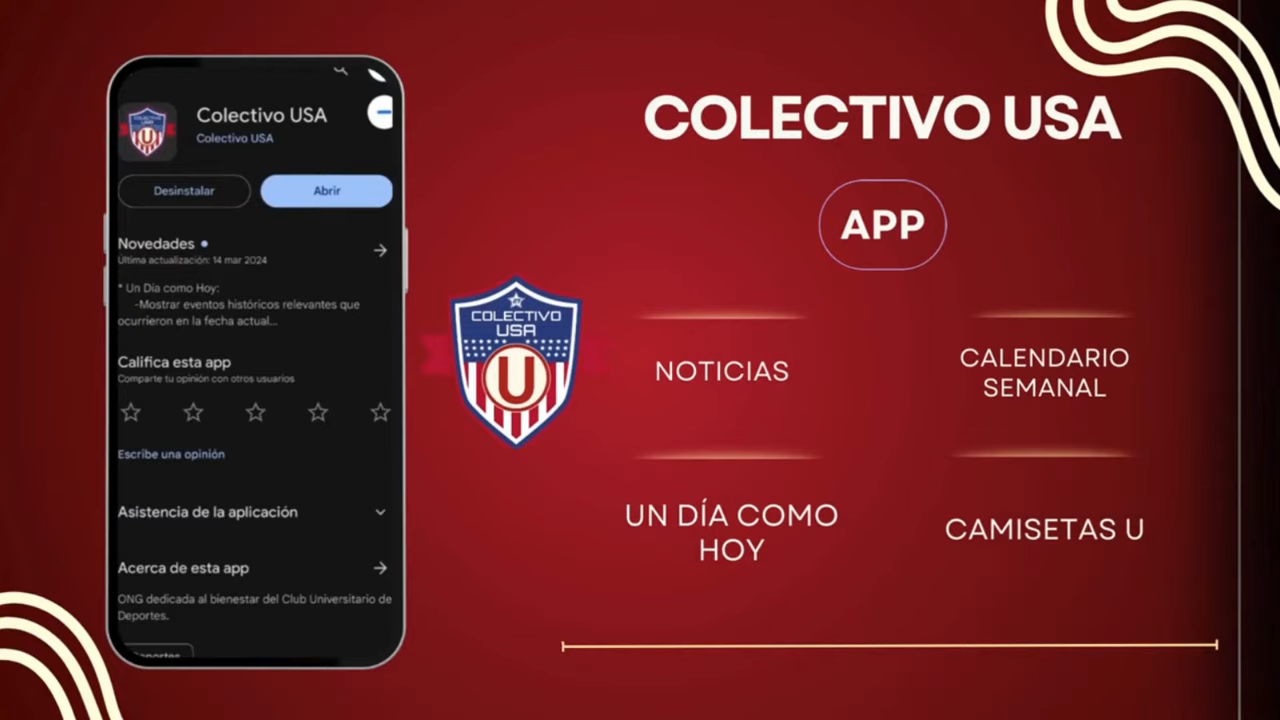 Colectivo USA
Colectivo USA
Desinstalar
Abrir
Novedades
Última actualización: 14 mar 2024
* Un Día como Hoy:
-Mostrar eventos históricos relevantes que
ocurrieron en la fecha actual...
Califica esta app
Comparte tu opinión con otros usuarios
Escribe una opinión
Asistencia de la aplicación
Acerca de esta app
ONG dedicada al bienestar del Club Universitario de
Deportes.
COLECTIVO
USA
U
COLECTIVO USA
APP
NOTICIAS
CALENDARIO
SEMANAL
UN DÍA COMO
HOY
CAMISETAS U